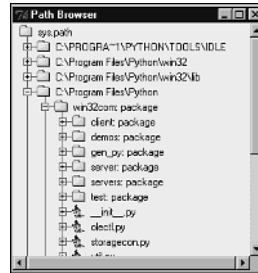 Path Browser
sys.path
C:\PROGRA~1\PYTHON\TOOLS\IDLE
C:\Program Files\Python\win32
C:\Program Files\Python\win32\lib
C:\Program Files\Python
win32com: package
client: package
demos: package
gen_py: package
server: package
servers: package
test: package
__init__.py
olectl.py
storagecon.py